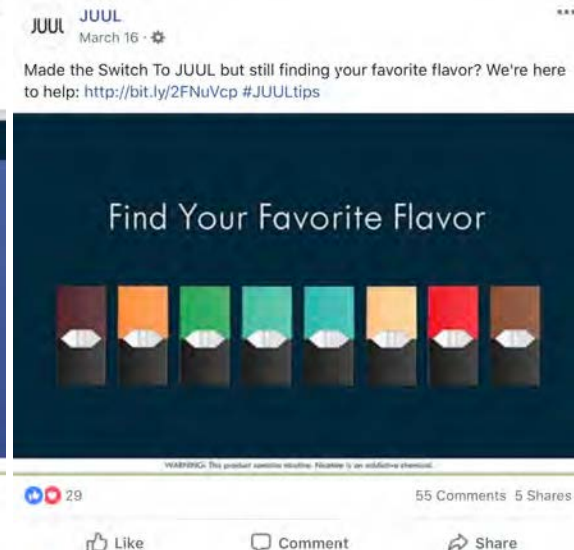 JUUL
JUUL
March 16 ·
Made the Switch To JUUL but still finding your favorite flavor? We're here
to help: http://bit.ly/2FNuVcp #JUULtips
Find Your Favorite Flavor
WARNING: This product contains nicotine. Nicotine is an addictive chemical.
29
55 Comments 5 Shares
Like
Comment
Share